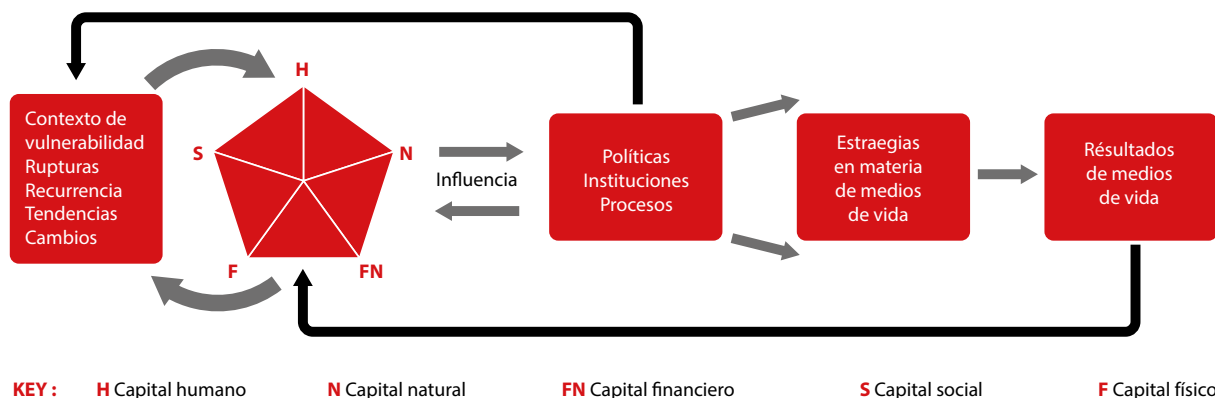 Contexto de
vulnerabilidad
Rupturas
Recurrencia
Tendencias
Cambios
H
S
N
F
FN
Influencia
Políticas
Instituciones
Procesos
Estraegias
en materia
de medios
de vida
Résultados
de medios
de vida
KEY : H Capital humano N Capital natural FN Capital financiero S Capital social F Capital físico